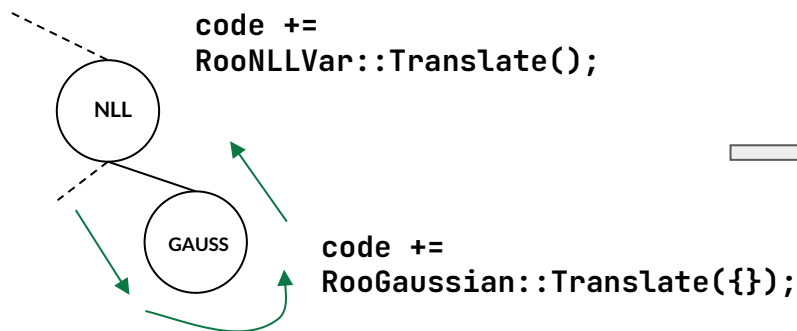 code +=
RooNLLVar::Translate();
NLL
GAUSS
code +=
RooGaussian::Translate({});